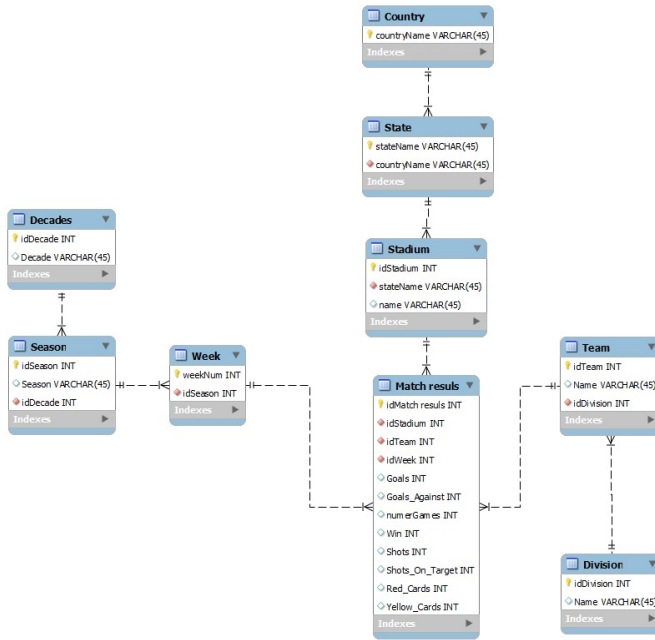 Country
countryName VARCHAR(45)
Indexes
State
stateName VARCHAR(45)
countryName VARCHAR(45)
Indexes
Decades
idDecade INT
Decade VARCHAR(45)
Indexes
Stadium
idStadium INT
stateName VARCHAR(45)
name VARCHAR(45)
Indexes
Season
idSeason INT
Season VARCHAR(45)
idDecade INT
Indexes
Week
weekNum INT
idSeason INT
Indexes
Match resuls
idMatch resuls INT
idStadium INT
idTeam INT
idWeek INT
Goals INT
Goals_Against INT
numerGames INT
Win INT
Shots INT
Shots_On_Target INT
Red_Cards INT
Yellow_Cards INT
Indexes
Team
idTeam INT
Name VARCHAR(45)
idDivision INT
Indexes
Division
idDivision INT
Name VARCHAR(45)
Indexes